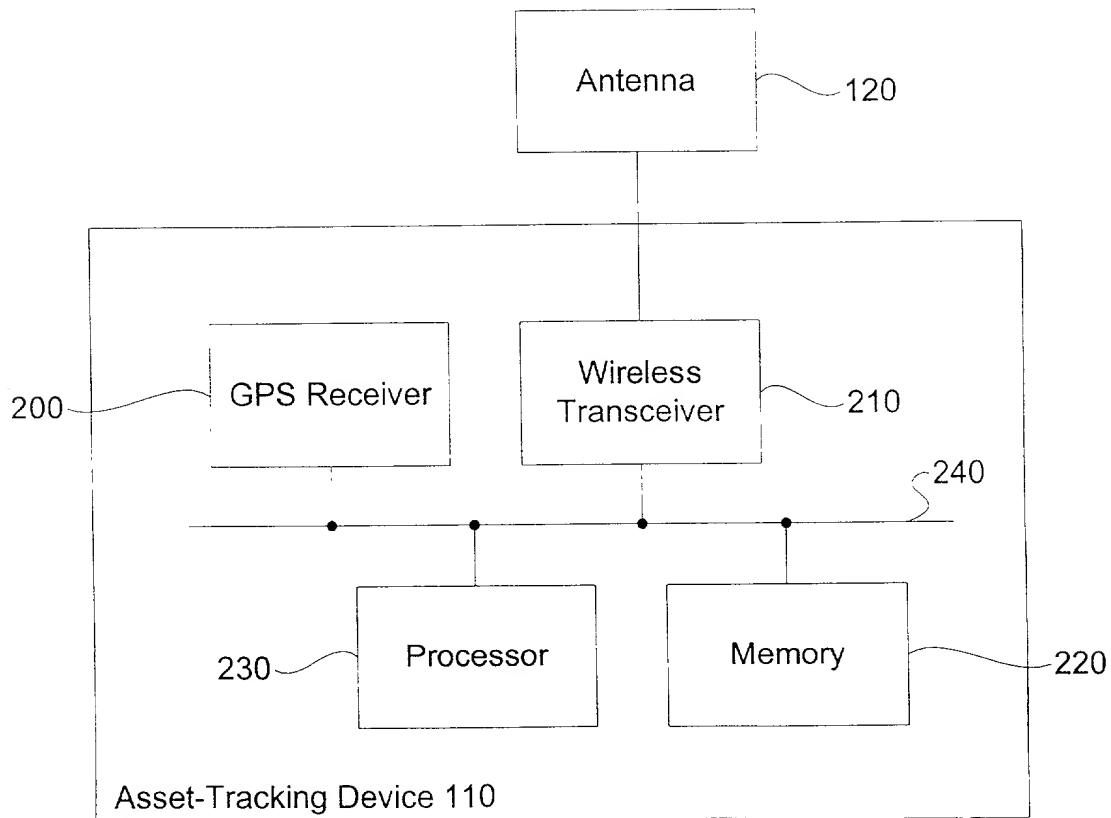 Antenna
120
GPS Receiver
200
Wireless
Transceiver
210
240
Processor
230
Memory
220
Asset-Tracking Device 110